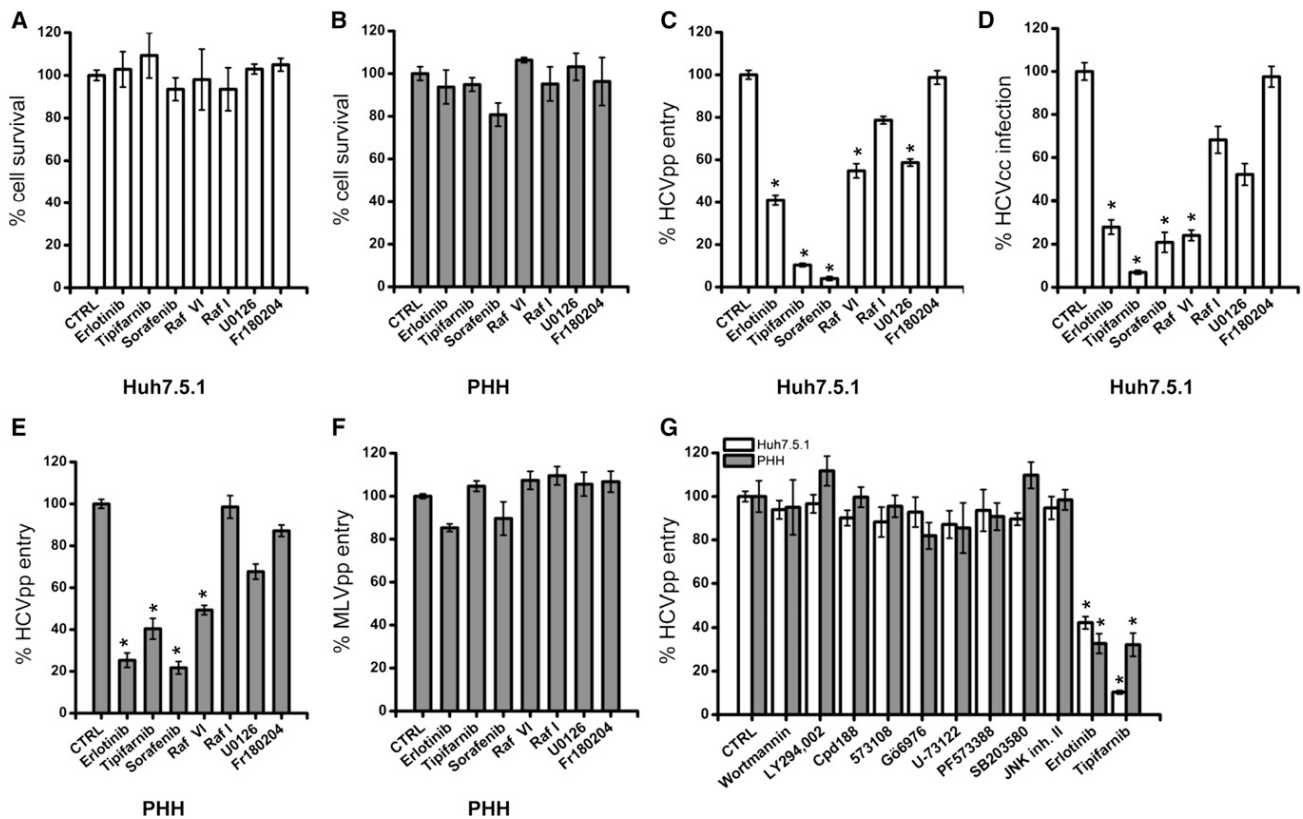 A
% cell survival
120
100
80
60
40
20
0
CTRL
Erlotinib
Tipifarnib
Sorafenib
Raf VI
Raf I
U0126
Fr180204
Huh7.5.1
B
% cell survival
120
100
80
60
40
20
0
CTRL
Erlotinib
Tipifarnib
Sorafenib
Raf VI
Raf I
U0126
Fr180204
PHH
C
% HCVpp entry
120
100
80
60
40
20
0
* * * * *
CTRL
Erlotinib
Tipifarnib
Sorafenib
Raf VI
Raf I
U0126
Fr180204
Huh7.5.1
D
% HCVcc infection
120
100
80
60
40
20
0
* * * *
CTRL
Erlotinib
Tipifarnib
Sorafenib
Raf VI
Raf I
U0126
Fr180204
Huh7.5.1
E
% HCVpp entry
120
100
80
60
40
20
0
* * * *
CTRL
Erlotinib
Tipifarnib
Sorafenib
Raf VI
Raf I
U0126
Fr180204
PHH
F
% MLVpp entry
120
100
80
60
40
20
0
CTRL
Erlotinib
Tipifarnib
Sorafenib
Raf VI
Raf I
U0126
Fr180204
PHH
G
Huh7.5.1
PHH
% HCVpp entry
120
100
80
60
40
20
0
* * * *
CTRL
Wortmannin
LY294,002
Cpd188
573108
Gö6976
U-73122
PF573388
SB203580
JNK inh. II
Erlotinib
Tipifarnib